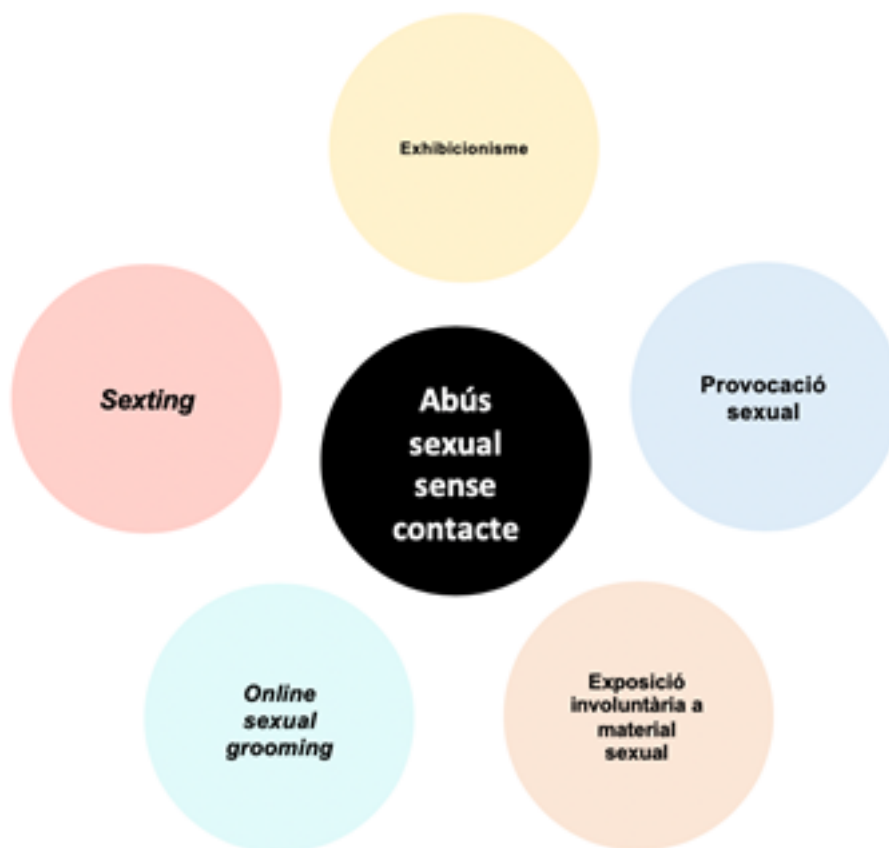 Exhibicionisme
Sexting
Abús
sexual
sense
contacte
Provocació
sexual
Online
sexual
grooming
Exposició
involuntària a
material
sexual